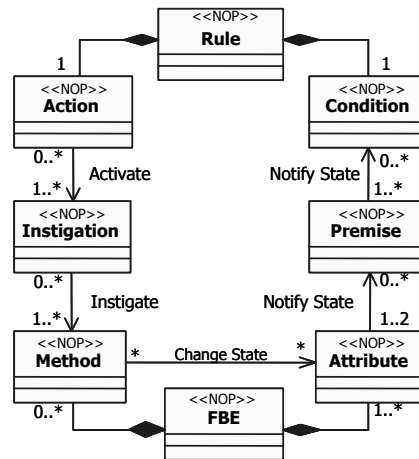 <<NOP>>
Rule
1
1
<<NOP>>
Action
<<NOP>>
Condition
0..*
Activate
1..*
0..*
Notify State
1..*
<<NOP>>
Instigation
<<NOP>>
Premise
0..*
Instigate
1..*
0..*
Notify State
1..2
<<NOP>>
Method
*
Change State
*
<<NOP>>
Attribute
0..*
<<NOP>>
FBE
1..*